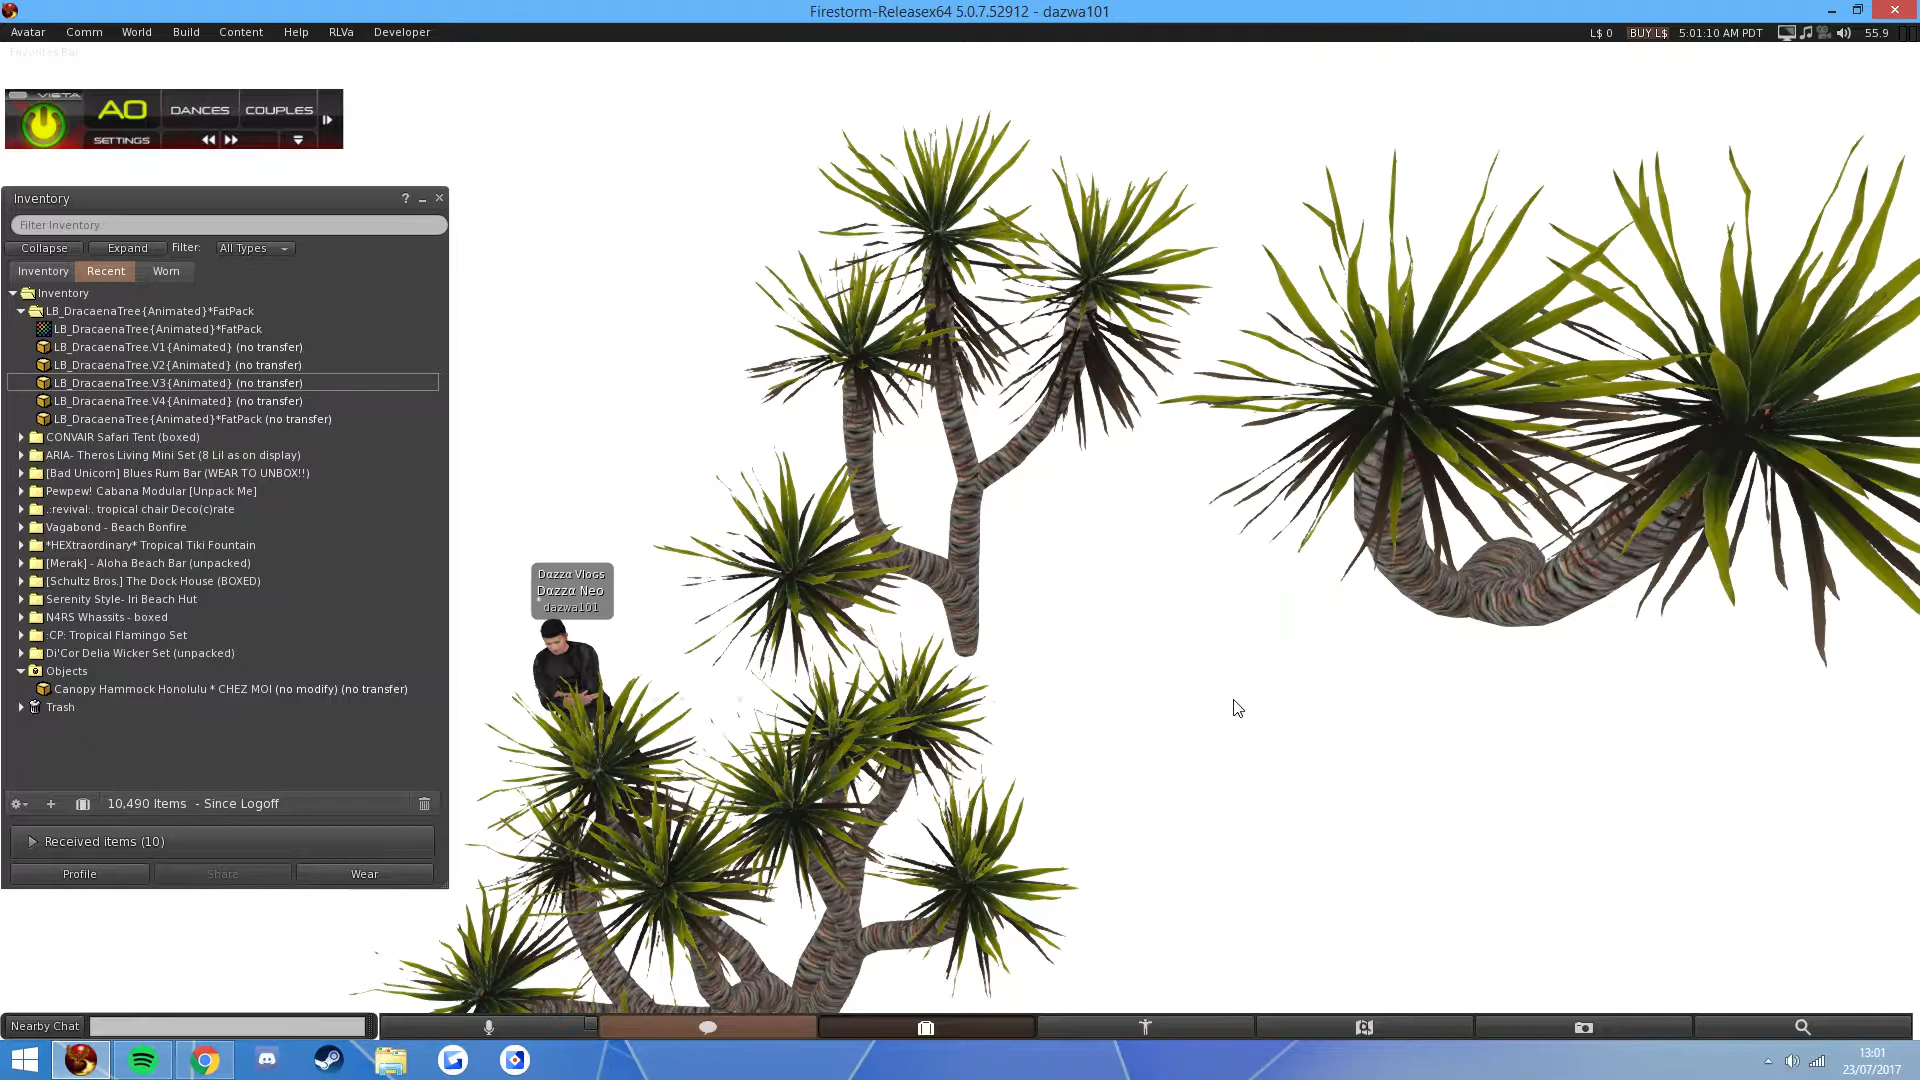 Firestorm-Releasex64 5.0.7.52912 - dazwa101
Avatar Comm World Build Content Help RLVa Developer
L$ 0 BUY L$ 5:01:10 AM PDT 55.9
Favorites Bar
VISTA
AO DANCES COUPLES
SETTINGS
Inventory ?
Filter Inventory
Collapse Expand Filter: All Types
Inventory Recent Worn
Inventory
LB_DracaenaTree{Animated}*FatPack
LB_DracaenaTree{Animated}*FatPack
LB_DracaenaTree.V1{Animated} (no transfer)
LB_DracaenaTree.V2{Animated} (no transfer)
LB_DracaenaTree.V3{Animated} (no transfer)
LB_DracaenaTree.V4{Animated} (no transfer)
LB_DracaenaTree{Animated}*FatPack (no transfer)
CONVAIR Safari Tent (boxed)
ARIA- Theros Living Mini Set (8 Lil as on display)
[Bad Unicorn] Blues Rum Bar (WEAR TO UNBOX!!)
Pewpew! Cabana Modular [Unpack Me]
.:revival:. tropical chair Deco(c)rate
Vagabond - Beach Bonfire
*HEXtraordinary* Tropical Tiki Fountain
[Merak] - Aloha Beach Bar (unpacked)
[Schultz Bros.] The Dock House (BOXED)
Serenity Style- Iri Beach Hut
N4RS Whassits - boxed
:CP: Tropical Flamingo Set
Di'Cor Delia Wicker Set (unpacked)
Objects
Canopy Hammock Honolulu * CHEZ MOI (no modify) (no transfer)
Trash
10,490 Items - Since Logoff
Received items (10)
Profile Share Wear
Dαzzα Vlogs
Dαzzα Neo
dazwa101
Nearby Chat
13:01
23/07/2017